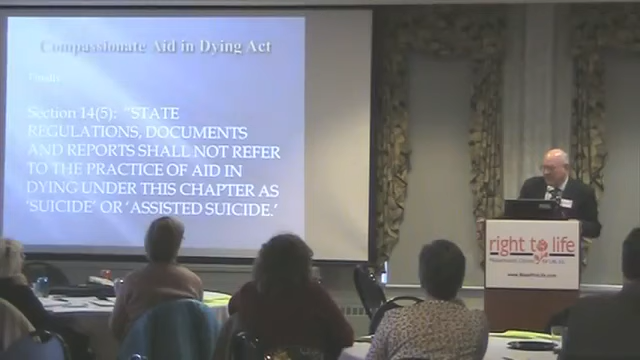 Compassionate Aid in Dying Act
Section 14(5): "STATE
REGULATIONS, DOCUMENTS
AND REPORTS SHALL NOT REFER
TO THE PRACTICE OF AID IN
DYING UNDER THIS CHAPTER AS
'SUICIDE' OR 'ASSISTED SUICIDE.'
right to life